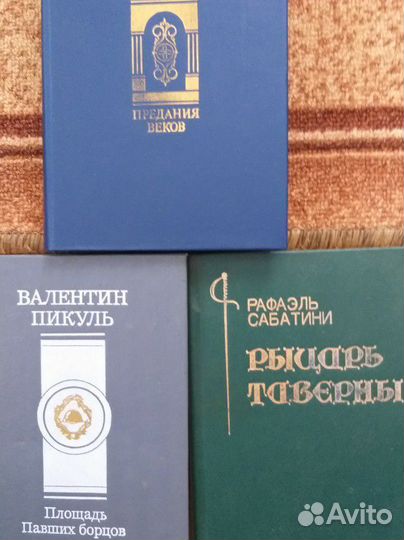 ПРЕДАНИЯ
ВЕКОВ
ВАЛЕНТИН
ПИКУЛЬ
Площадь
Павших борцов
РАФАЭЛЬ
САБАТИНИ
РЫЦАРЬ
ТАВЕРНЫ
Avito